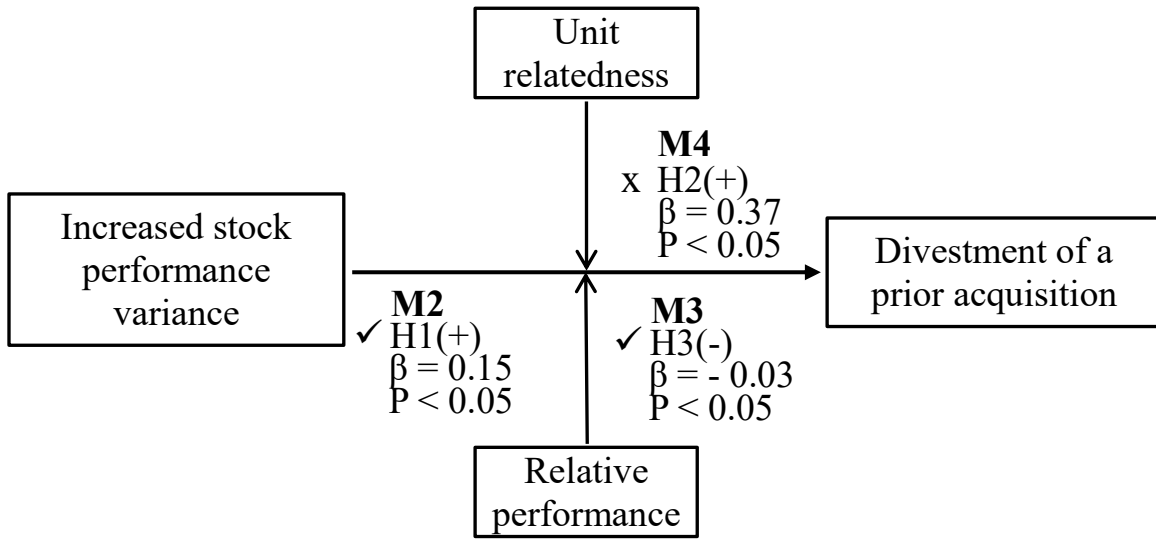 Unit
relatedness
M4
x H2(+)
β = 0.37
P < 0.05
Increased stock
performance
variance
Divestment of a
prior acquisition
M2
✓ H1(+)
β = 0.15
P < 0.05
M3
✓ H3(-)
β = - 0.03
P < 0.05
Relative
performance